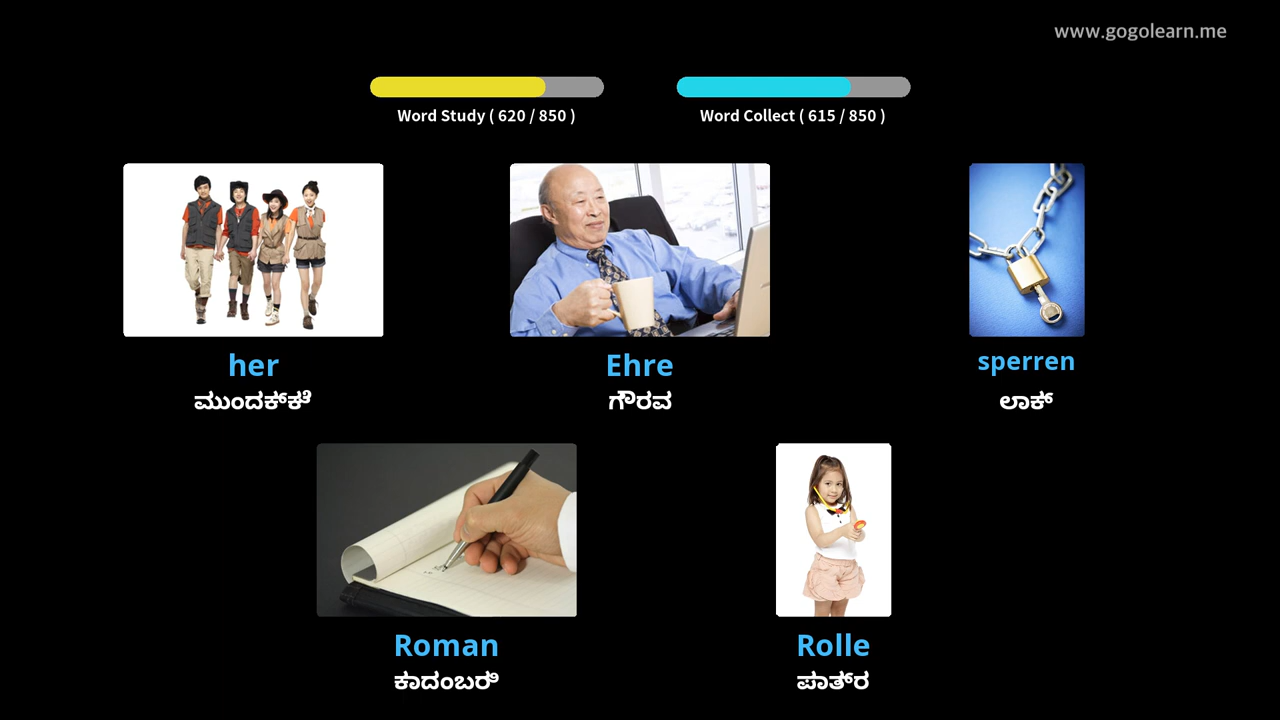 www.gogolearn.me
Word Study ( 620 / 850 )
Word Collect ( 615 / 850 )
her
ಮುಂದಕ್ಕೆ
Ehre
ಗೌರವ
sperren
ಲಾಕ್
Roman
ಕಾದಂಬರಿ
Rolle
ಪಾತ್ರ